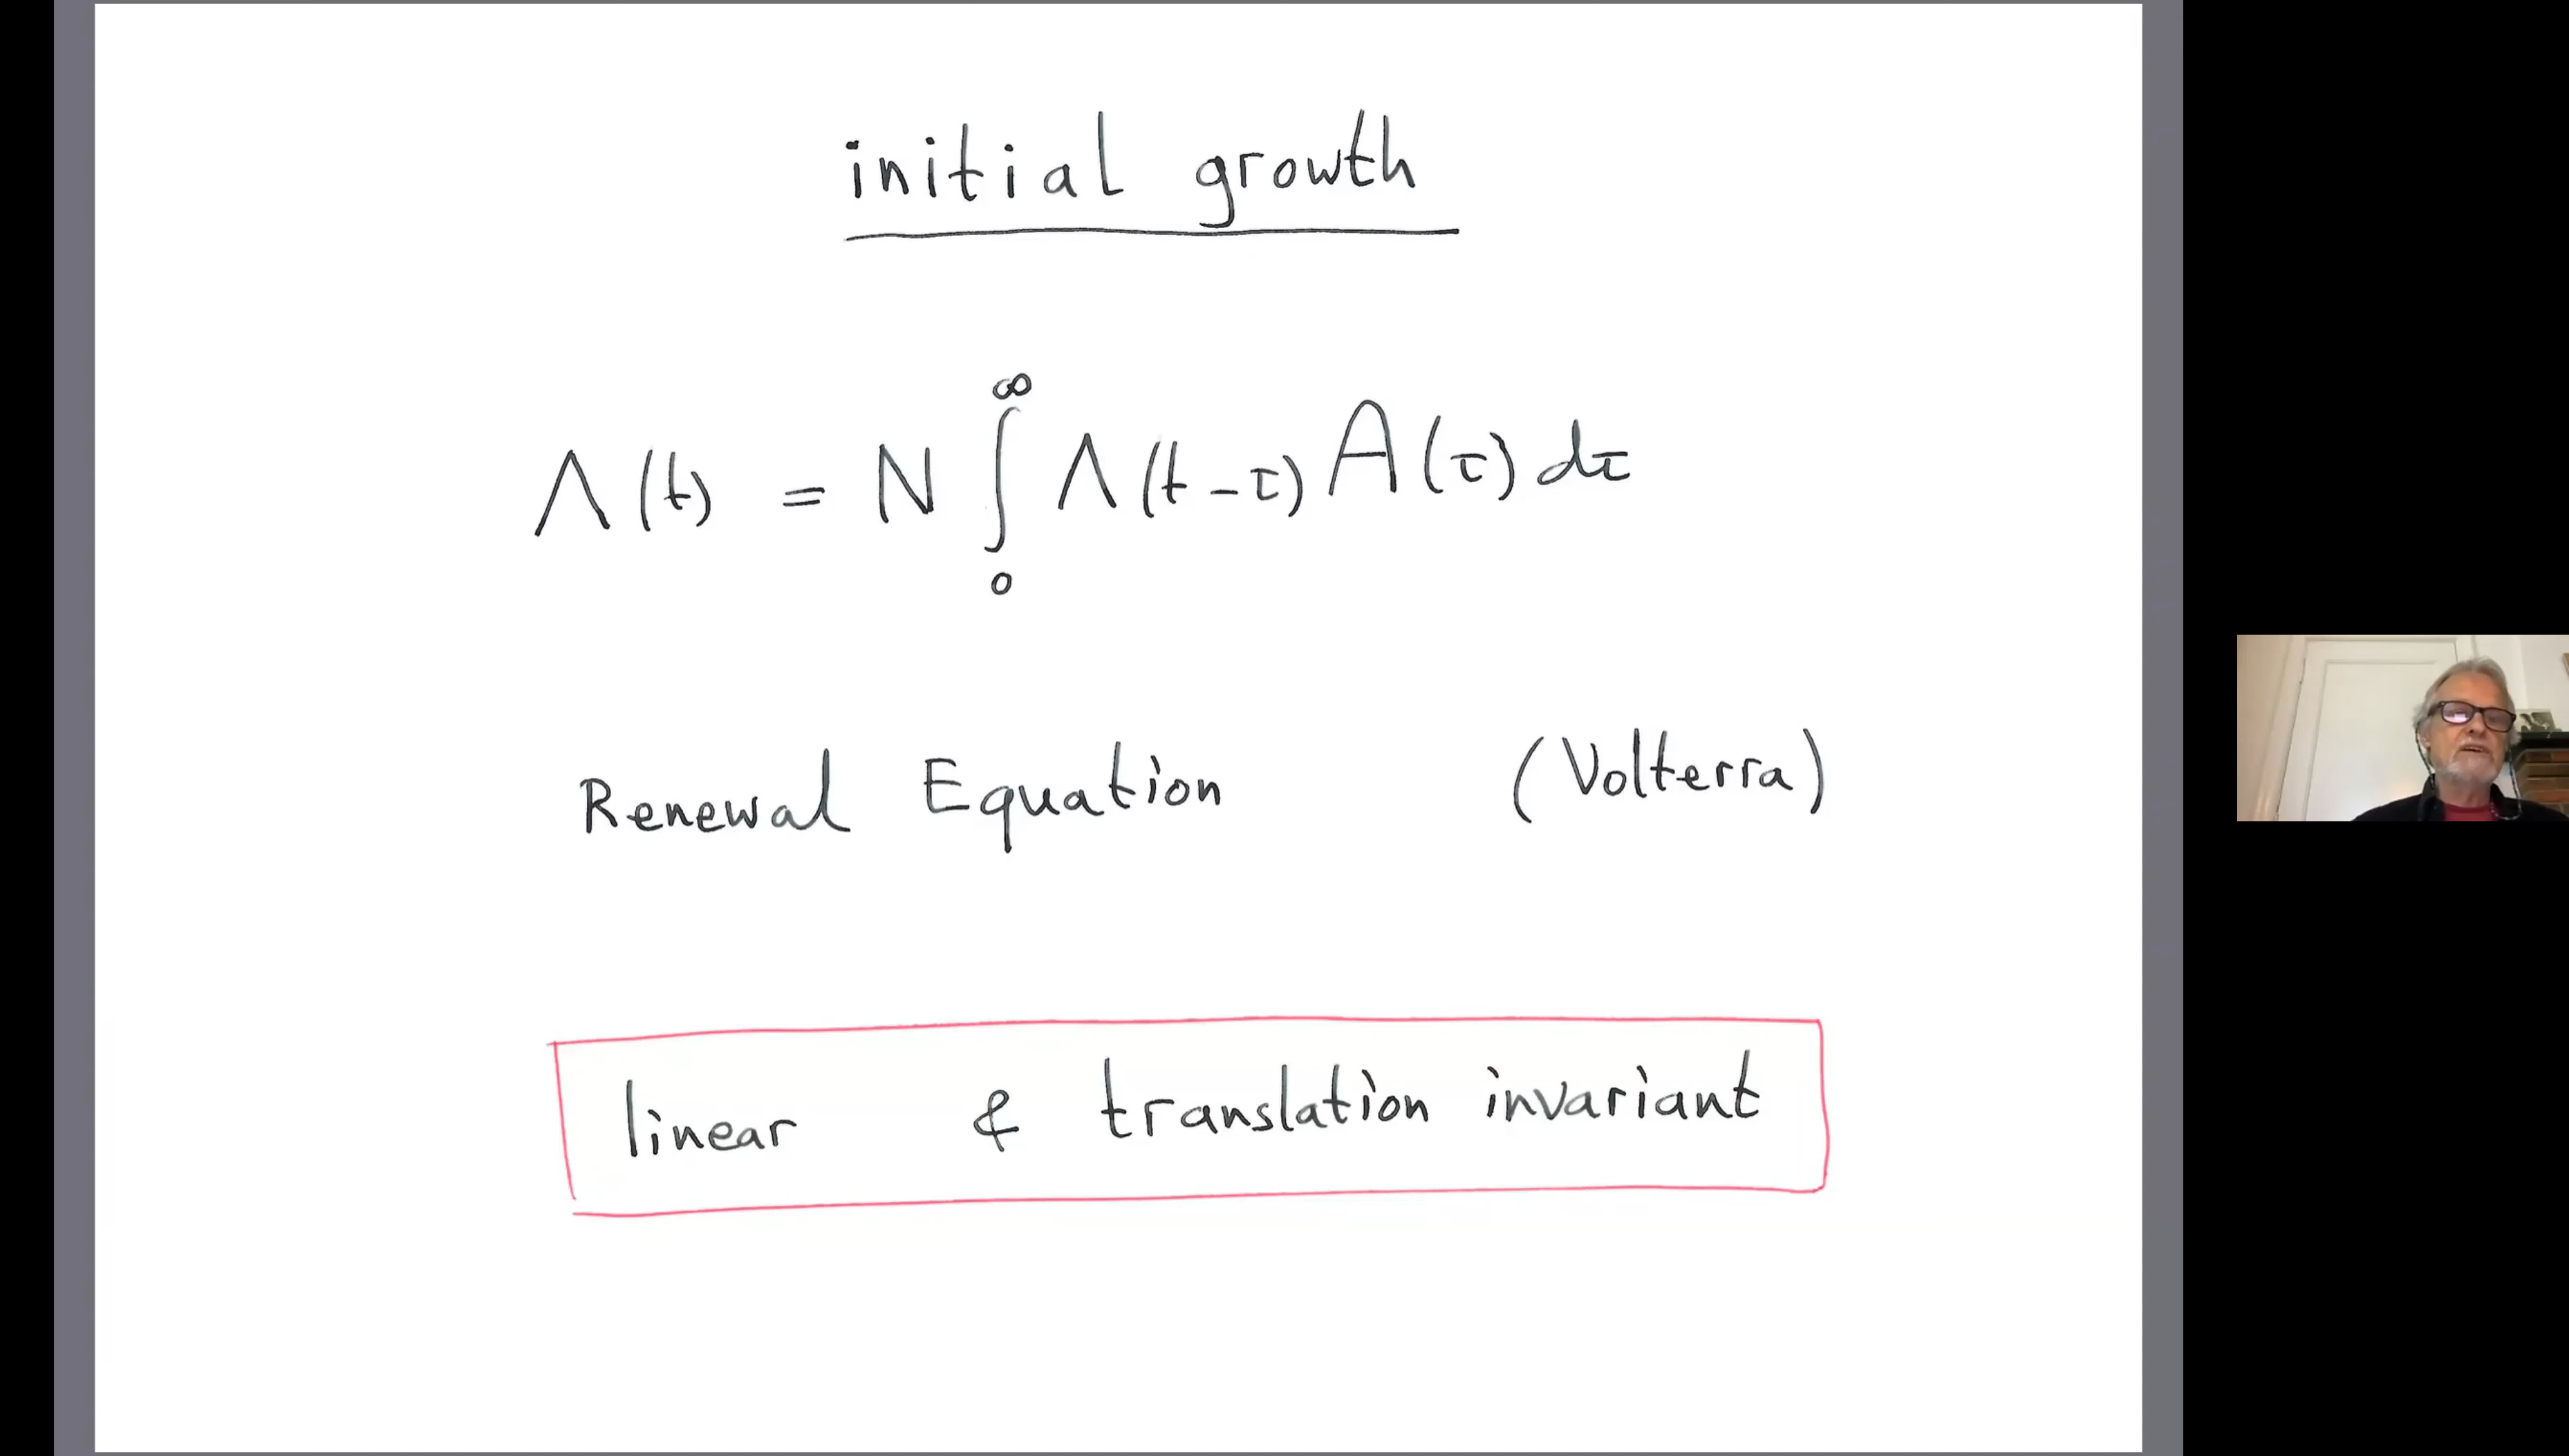 initial growth
Λ(t) = N ∫₀^∞ Λ(t-τ) A(τ) dτ
Renewal Equation (Volterra)
linear & translation invariant